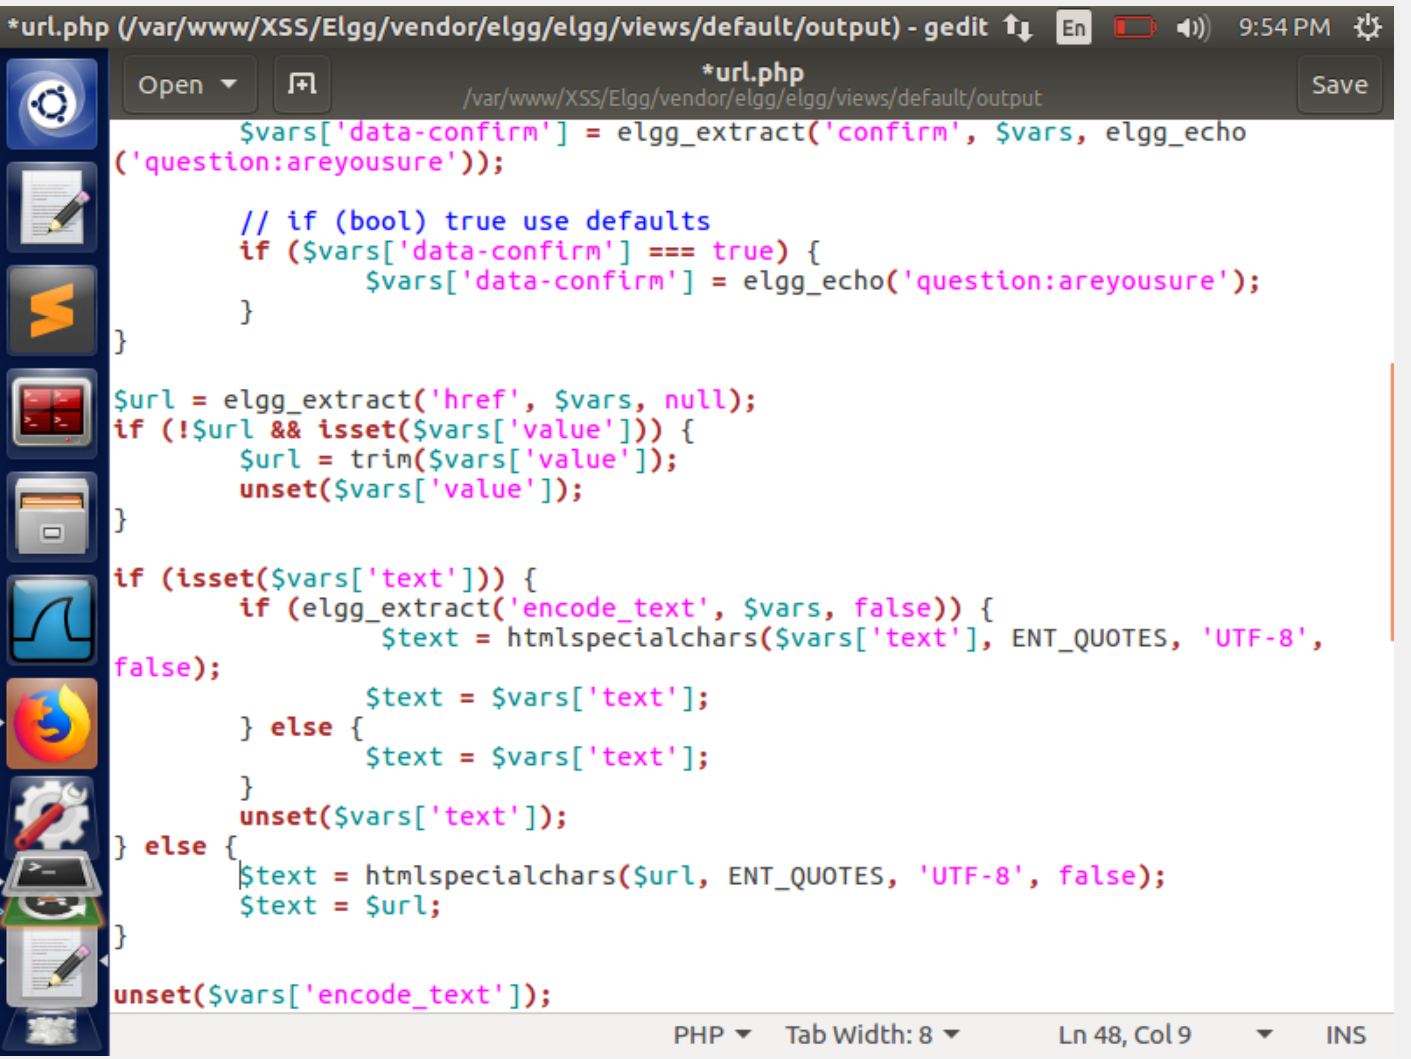 *url.php (/var/www/XSS/Elgg/vendor/elgg/elgg/views/default/output) - gedit En 9:54 PM
Open *url.php Save
/var/www/XSS/Elgg/vendor/elgg/elgg/views/default/output
$vars['data-confirm'] = elgg_extract('confirm', $vars, elgg_echo
('question:areyousure'));
// if (bool) true use defaults
if ($vars['data-confirm'] === true) {
$vars['data-confirm'] = elgg_echo('question:areyousure');
}
}
$url = elgg_extract('href', $vars, null);
if (!$url && isset($vars['value'])) {
$url = trim($vars['value']);
unset($vars['value']);
}
if (isset($vars['text'])) {
if (elgg_extract('encode_text', $vars, false)) {
$text = htmlspecialchars($vars['text'], ENT_QUOTES, 'UTF-8',
false);
$text = $vars['text'];
} else {
$text = $vars['text'];
}
unset($vars['text']);
} else {
$text = htmlspecialchars($url, ENT_QUOTES, 'UTF-8', false);
$text = $url;
}
unset($vars['encode_text']);
PHP Tab Width: 8 Ln 48, Col 9 INS